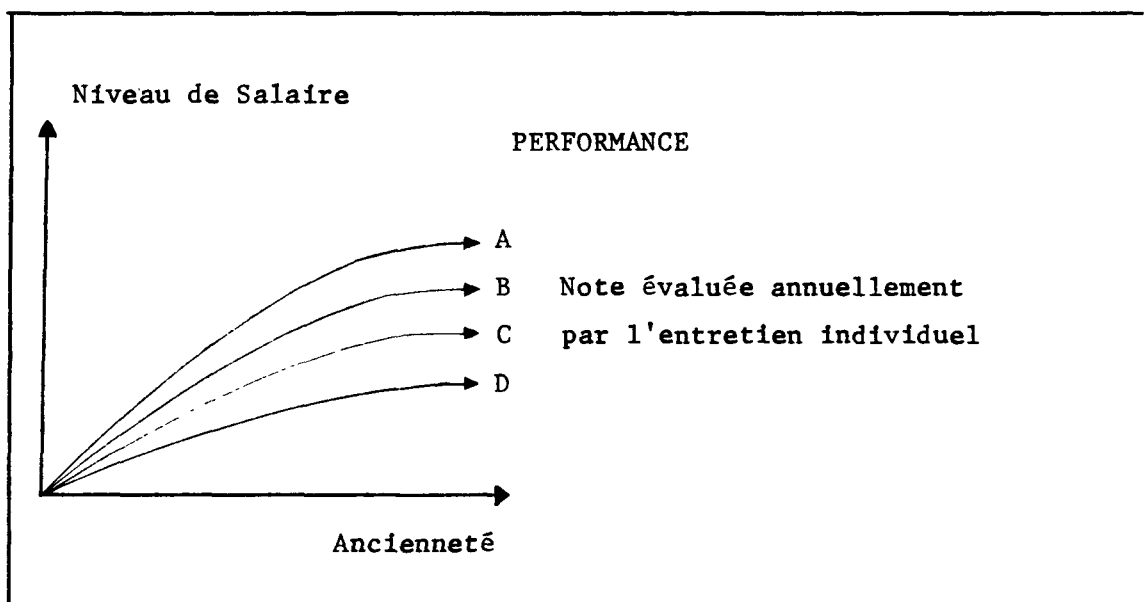 Niveau de Salaire
PERFORMANCE
A
B Note évaluée annuellement
C par l'entretien individuel
D
Ancienneté